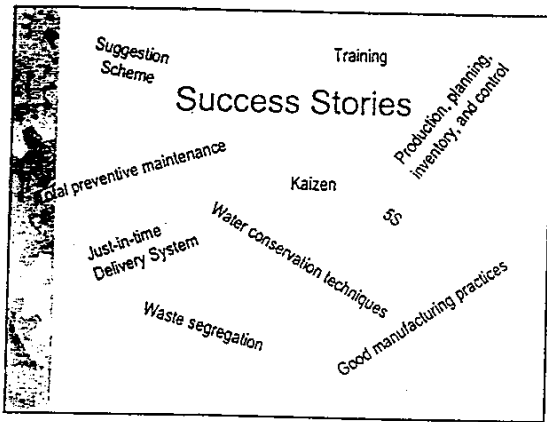 Suggestion
Scheme
Training
Success Stories
Production, planning,
inventory, and control
Total preventive maintenance
Kaizen
5S
Just-in-time
Delivery System
Water conservation techniques
Waste segregation
Good manufacturing practices